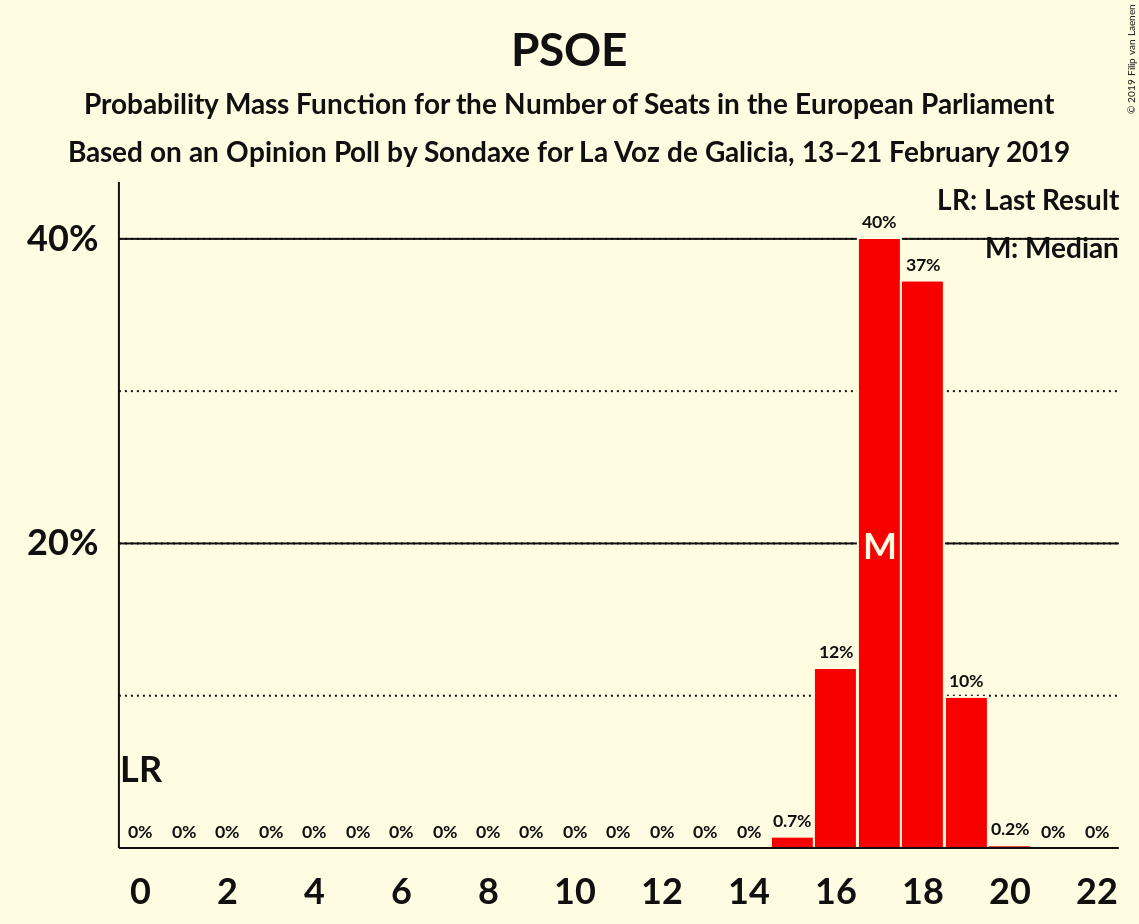 PSOE
Probability Mass Function for the Number of Seats in the European Parliament
Based on an Opinion Poll by Sondaxe for La Voz de Galicia, 13–21 February 2019
© 2019 Filip van Laenen
LR: Last Result
M: Median
40%
20%
40%
37%
M
12%
10%
LR
0% 0% 0% 0% 0% 0% 0% 0% 0% 0% 0% 0% 0% 0% 0% 0.7% 0.2% 0% 0%
0 2 4 6 8 10 12 14 16 18 20 22